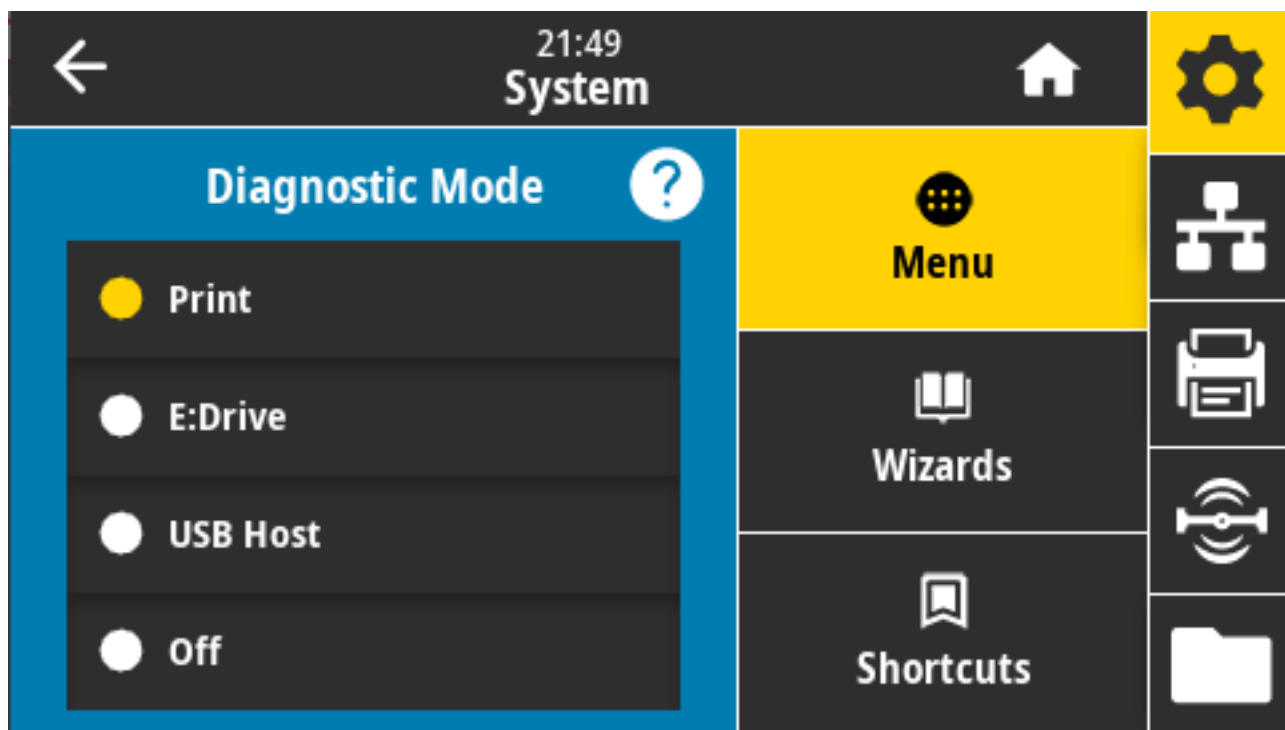 21:49
System
Diagnostic Mode
?
Print
E:Drive
USB Host
Off
Menu
Wizards
Shortcuts